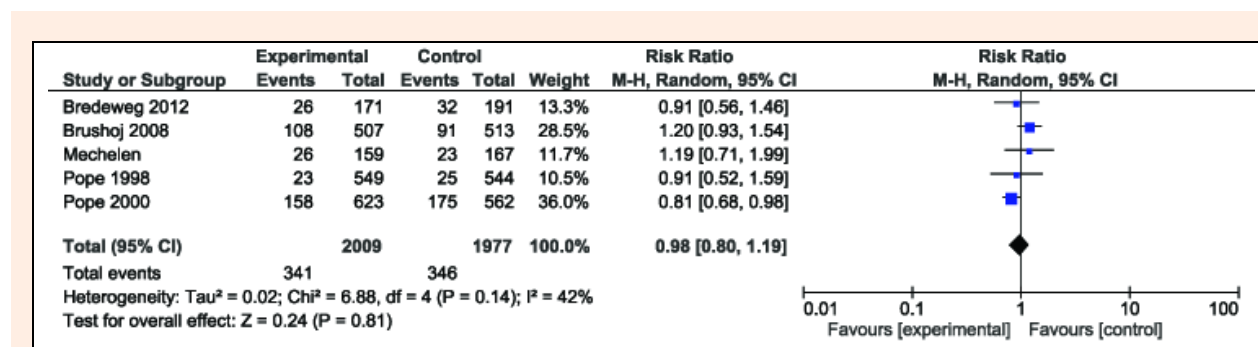 Experimental Control Risk Ratio Risk Ratio
Study or Subgroup Events Total Events Total Weight M-H, Random, 95% CI M-H, Random, 95% CI
Bredeweg 2012 26 171 32 191 13.3% 0.91 [0.56, 1.46]
Brushoj 2008 108 507 91 513 28.5% 1.20 [0.93, 1.54]
Mechelen 26 159 23 167 11.7% 1.19 [0.71, 1.99]
Pope 1998 23 549 25 544 10.5% 0.91 [0.52, 1.59]
Pope 2000 158 623 175 562 36.0% 0.81 [0.68, 0.98]
Total (95% CI) 2009 1977 100.0% 0.98 [0.80, 1.19]
Total events 341 346
Heterogeneity: Tau² = 0.02; Chi² = 6.88, df = 4 (P = 0.14); I² = 42%
Test for overall effect: Z = 0.24 (P = 0.81)
0.01 0.1 1 10 100
Favours [experimental] Favours [control]